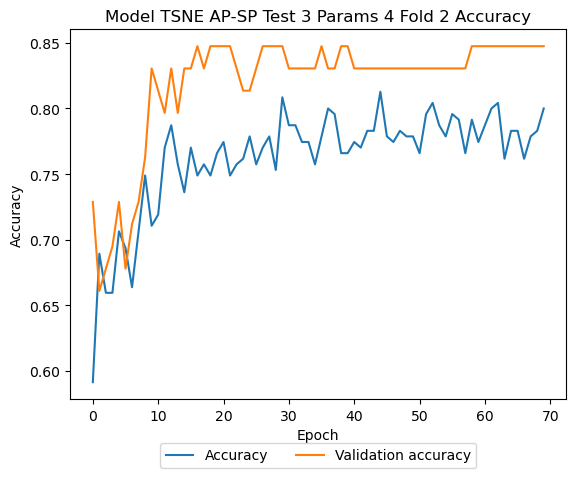 Model TSNE AP-SP Test 3 Params 4 Fold 2 Accuracy
0.85
0.80
0.75
0.70
0.65
0.60
Accuracy
0 10 20 30 40 50 60 70
Epoch
Accuracy Validation accuracy